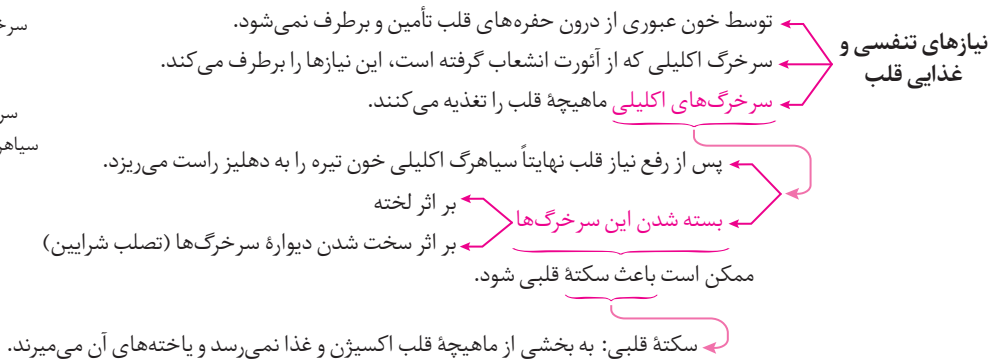 نیازهای تنفسی و
غذایی قلب
توسط خون عبوری از درون حفره‌های قلب تأمین و برطرف نمی‌شود.
سرخرگ اکلیلی که از آئورت انشعاب گرفته است، این نیازها را برطرف می‌کند.
سرخرگ‌های اکلیلی ماهیچهٔ قلب را تغذیه می‌کنند.
پس از رفع نیاز قلب نهایتاً سیاهرگ اکلیلی خون تیره را به دهلیز راست می‌ریزد.
بسته شدن این سرخرگ‌ها
بر اثر لخته
بر اثر سخت شدن دیوارهٔ سرخرگ‌ها (تصلب شرایین)
ممکن است باعث سکتهٔ قلبی شود.
سکتهٔ قلبی: به بخشی از ماهیچهٔ قلب اکسیژن و غذا نمی‌رسد و یاخته‌های آن می‌میرند.